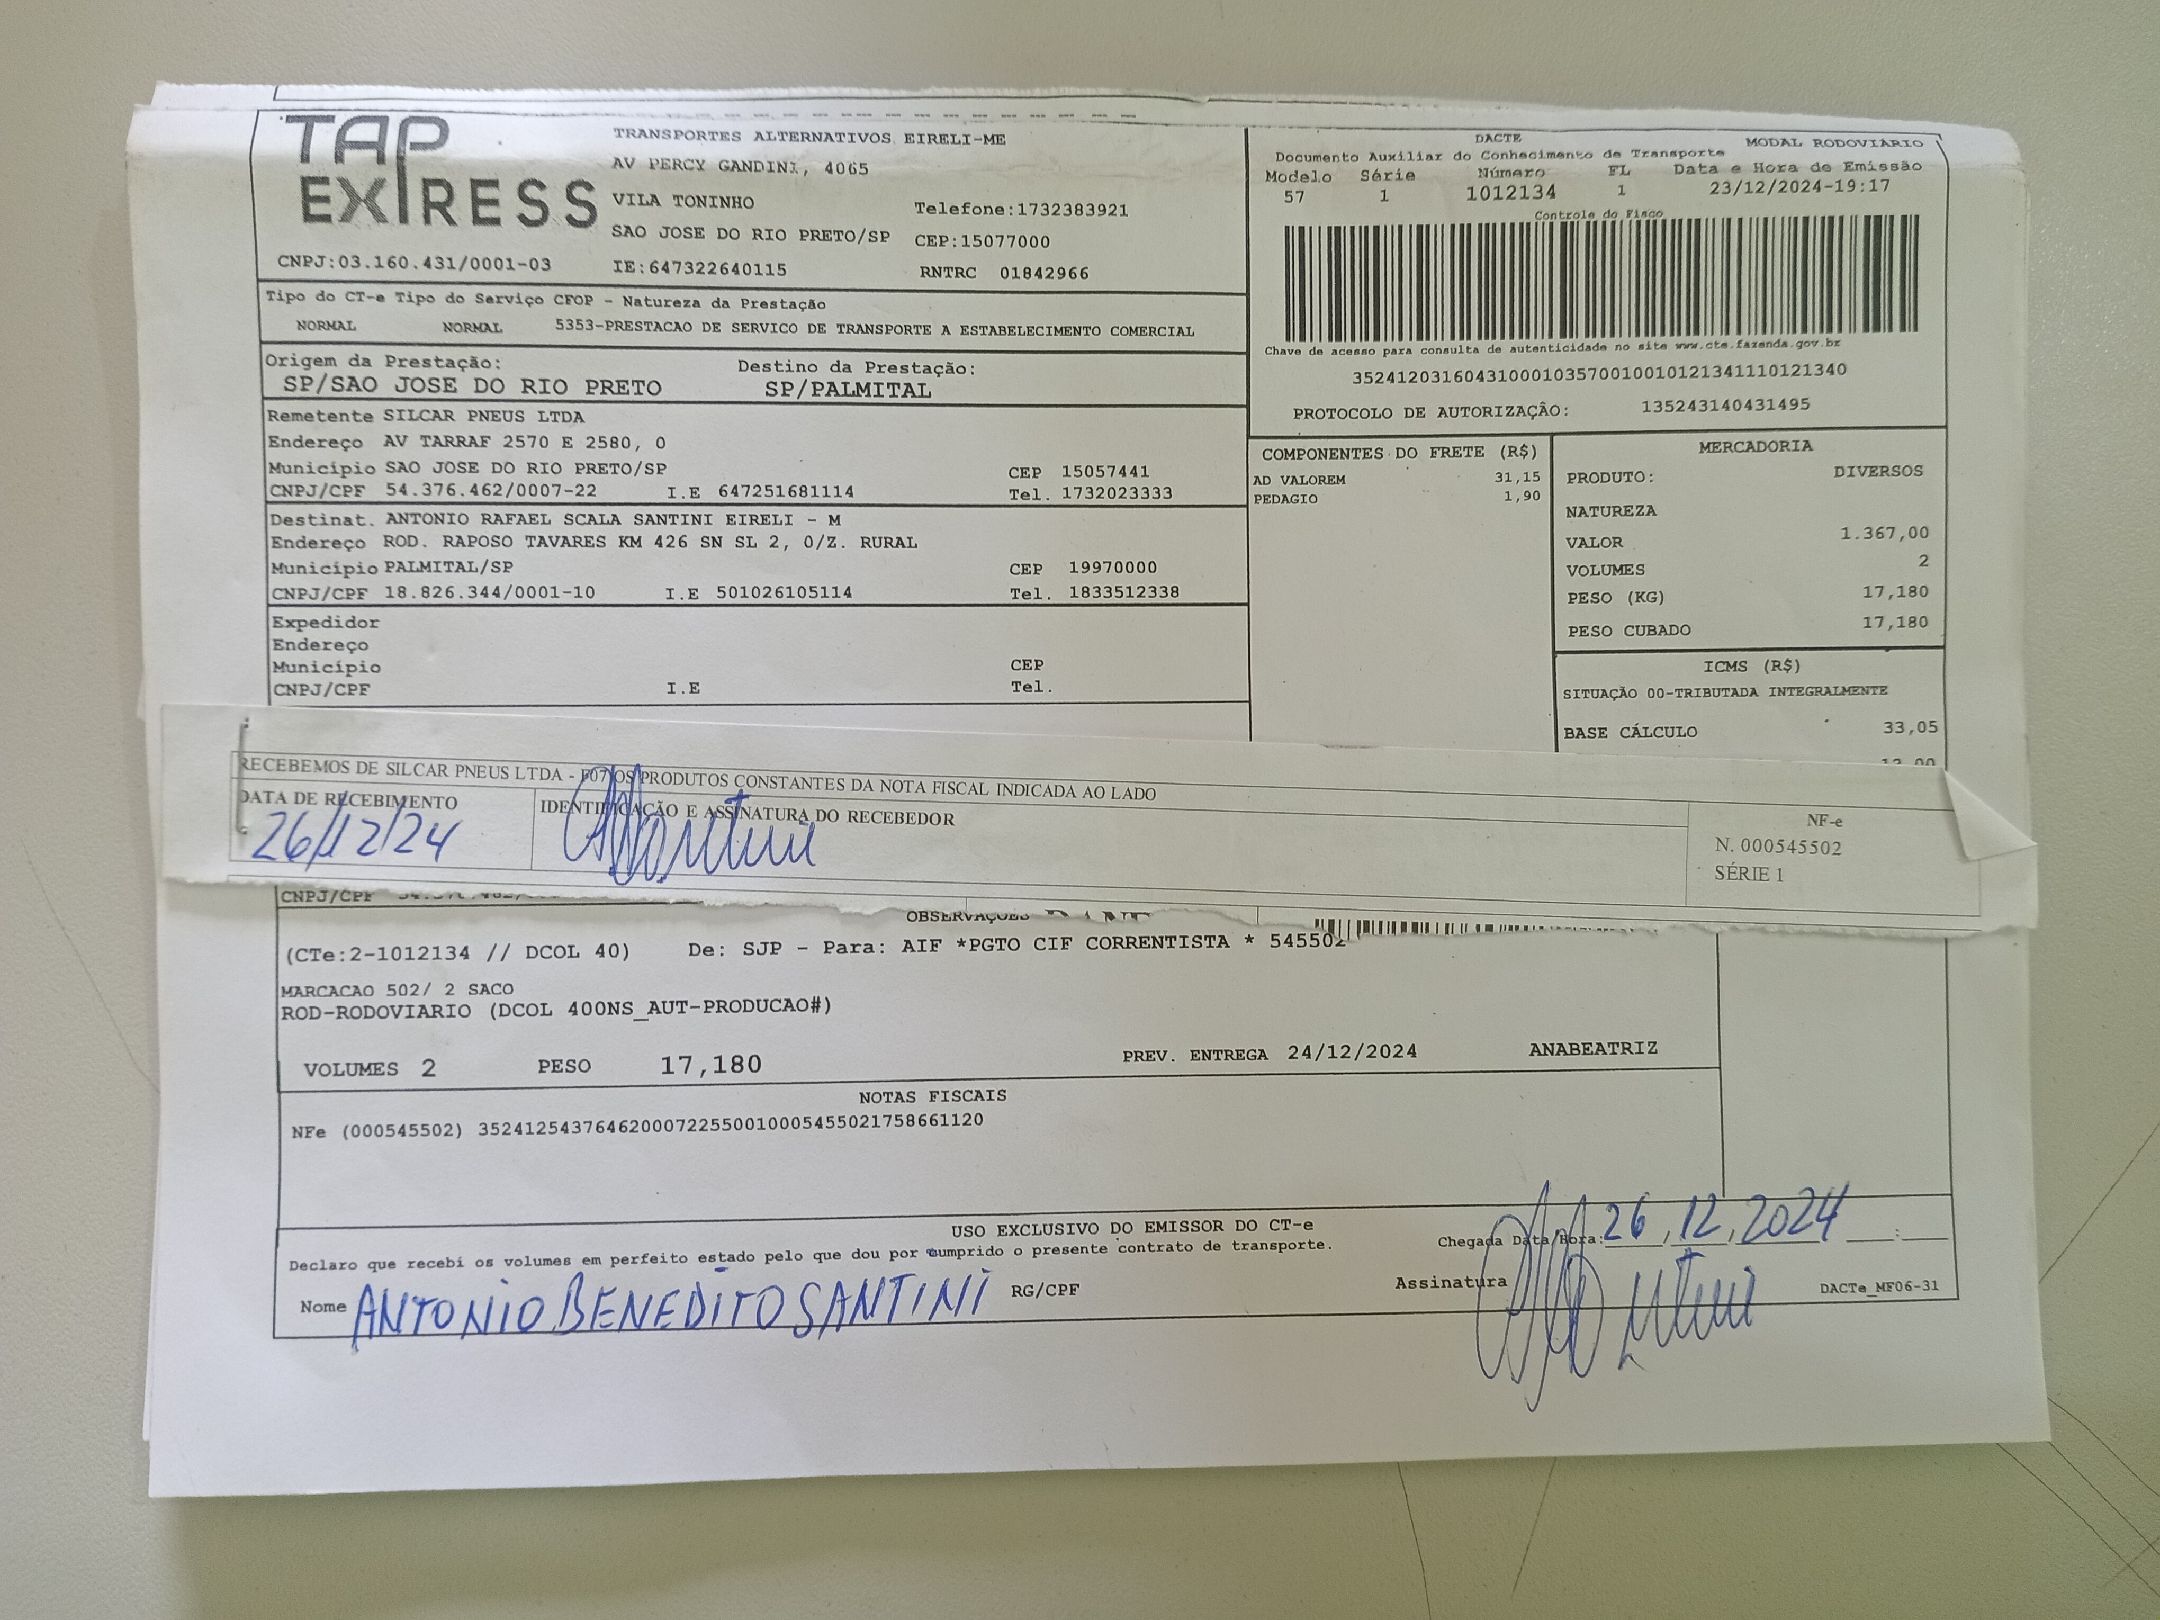 TAP EXPRESS
TRANSPORTES ALTERNATIVOS EIRELI-ME
AV PERCY GANDINI, 4065
VILA TONINHO Telefone:1732383921
SAO JOSE DO RIO PRETO/SP CEP:15077000
CNPJ:03.160.431/0001-03 IE:647322640115 RNTRC 01842966
DACTE MODAL RODOVIARIO
Documento Auxiliar do Conhecimento de Transporte
Modelo Série Número FL Data e Hora de Emissão
57 1 1012134 1 23/12/2024-19:17
Controle do Fisco
Chave de acesso para consulta de autenticidade no site www.cte.fazenda.gov.br
35241203160431000103570010010121341110121340
PROTOCOLO DE AUTORIZAÇÃO: 135243140431495
Tipo do CT-e Tipo do Serviço CFOP - Natureza da Prestação
NORMAL NORMAL 5353-PRESTACAO DE SERVICO DE TRANSPORTE A ESTABELECIMENTO COMERCIAL
Origem da Prestação: Destino da Prestação:
SP/SAO JOSE DO RIO PRETO SP/PALMITAL
Remetente SILCAR PNEUS LTDA
Endereço AV TARRAF 2570 E 2580, 0
Município SAO JOSE DO RIO PRETO/SP CEP 15057441
CNPJ/CPF 54.376.462/0007-22 I.E 647251681114 Tel. 1732023333
Destinat. ANTONIO RAFAEL SCALA SANTINI EIRELI - M
Endereço ROD. RAPOSO TAVARES KM 426 SN SL 2, 0/Z. RURAL
Município PALMITAL/SP CEP 19970000
CNPJ/CPF 18.826.344/0001-10 I.E 501026105114 Tel. 1833512338
Expedidor
Endereço
Município CEP
CNPJ/CPF I.E Tel.
COMPONENTES DO FRETE (R$)
AD VALOREM 31,15
PEDAGIO 1,90
MERCADORIA
PRODUTO: DIVERSOS
NATUREZA
VALOR 1.367,00
VOLUMES 2
PESO (KG) 17,180
PESO CUBADO 17,180
ICMS (R$)
SITUAÇÃO 00-TRIBUTADA INTEGRALMENTE
BASE CÁLCULO 33,05
RECEBEMOS DE SILCAR PNEUS LTDA - F07 OS PRODUTOS CONSTANTES DA NOTA FISCAL INDICADA AO LADO
DATA DE RECEBIMENTO IDENTIFICAÇÃO E ASSINATURA DO RECEBEDOR
26/12/24
NF-e
N. 000545502
SÉRIE 1
CNPJ/CPF
OBSERVAÇÕES
(CTe:2-1012134 // DCOL 40) De: SJP - Para: AIF *PGTO CIF CORRENTISTA * 545502
MARCACAO 502/ 2 SACO
ROD-RODOVIARIO (DCOL 400NS_AUT-PRODUCAO#)
VOLUMES 2 PESO 17,180 PREV. ENTREGA 24/12/2024 ANABEATRIZ
NOTAS FISCAIS
NFe (000545502) 35241254376462000722550010005455021758661120
USO EXCLUSIVO DO EMISSOR DO CT-e
Declaro que recebi os volumes em perfeito estado pelo que dou por cumprido o presente contrato de transporte.
Chegada Data/Hora: 26,12,2024 :
Nome ANTONIO BENEDITO SANTINI RG/CPF Assinatura DACTe_MF06-31